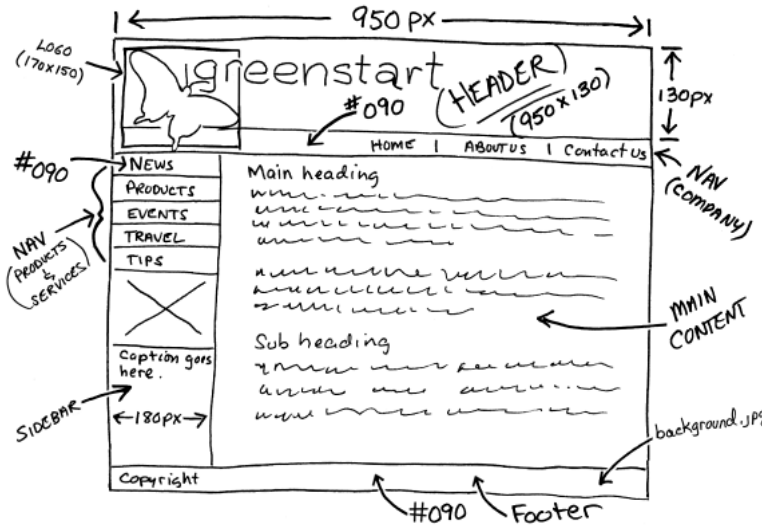 950 PX
LOGO
(170x150)
greenstart
(HEADER)
(950 x 130)
130px
#090
HOME | ABOUT US | Contact Us
NAV
(COMPANY)
#090
NEWS
PRODUCTS
EVENTS
TRAVEL
TIPS
NAV
(PRODUCTS
&
SERVICES)
Main heading
MAIN
CONTENT
Sub heading
Caption goes
here.
SIDEBAR
180px
background.jpg
Copyright
#090
Footer